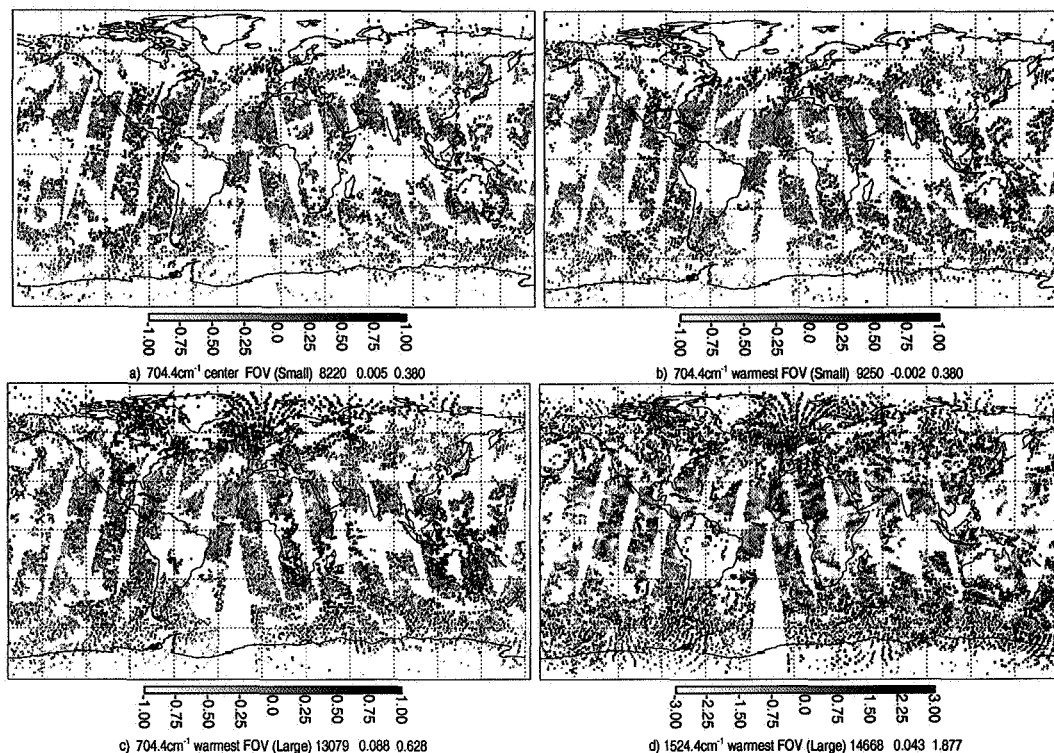 -1.00 -0.75 -0.50 -0.25 0.0 0.25 0.50 0.75 1.00
a) 704.4cm⁻¹ center FOV (Small) 8220 0.005 0.380
-1.00 -0.75 -0.50 -0.25 0.0 0.25 0.50 0.75 1.00
b) 704.4cm⁻¹ warmest FOV (Small) 9250 -0.002 0.380
-1.00 -0.75 -0.50 -0.25 0.0 0.25 0.50 0.75 1.00
c) 704.4cm⁻¹ warmest FOV (Large) 13079 0.088 0.628
-3.00 -2.25 -1.50 -0.75 0.0 0.75 1.50 2.25 3.00
d) 1524.4cm⁻¹ warmest FOV (Large) 14668 0.043 1.877